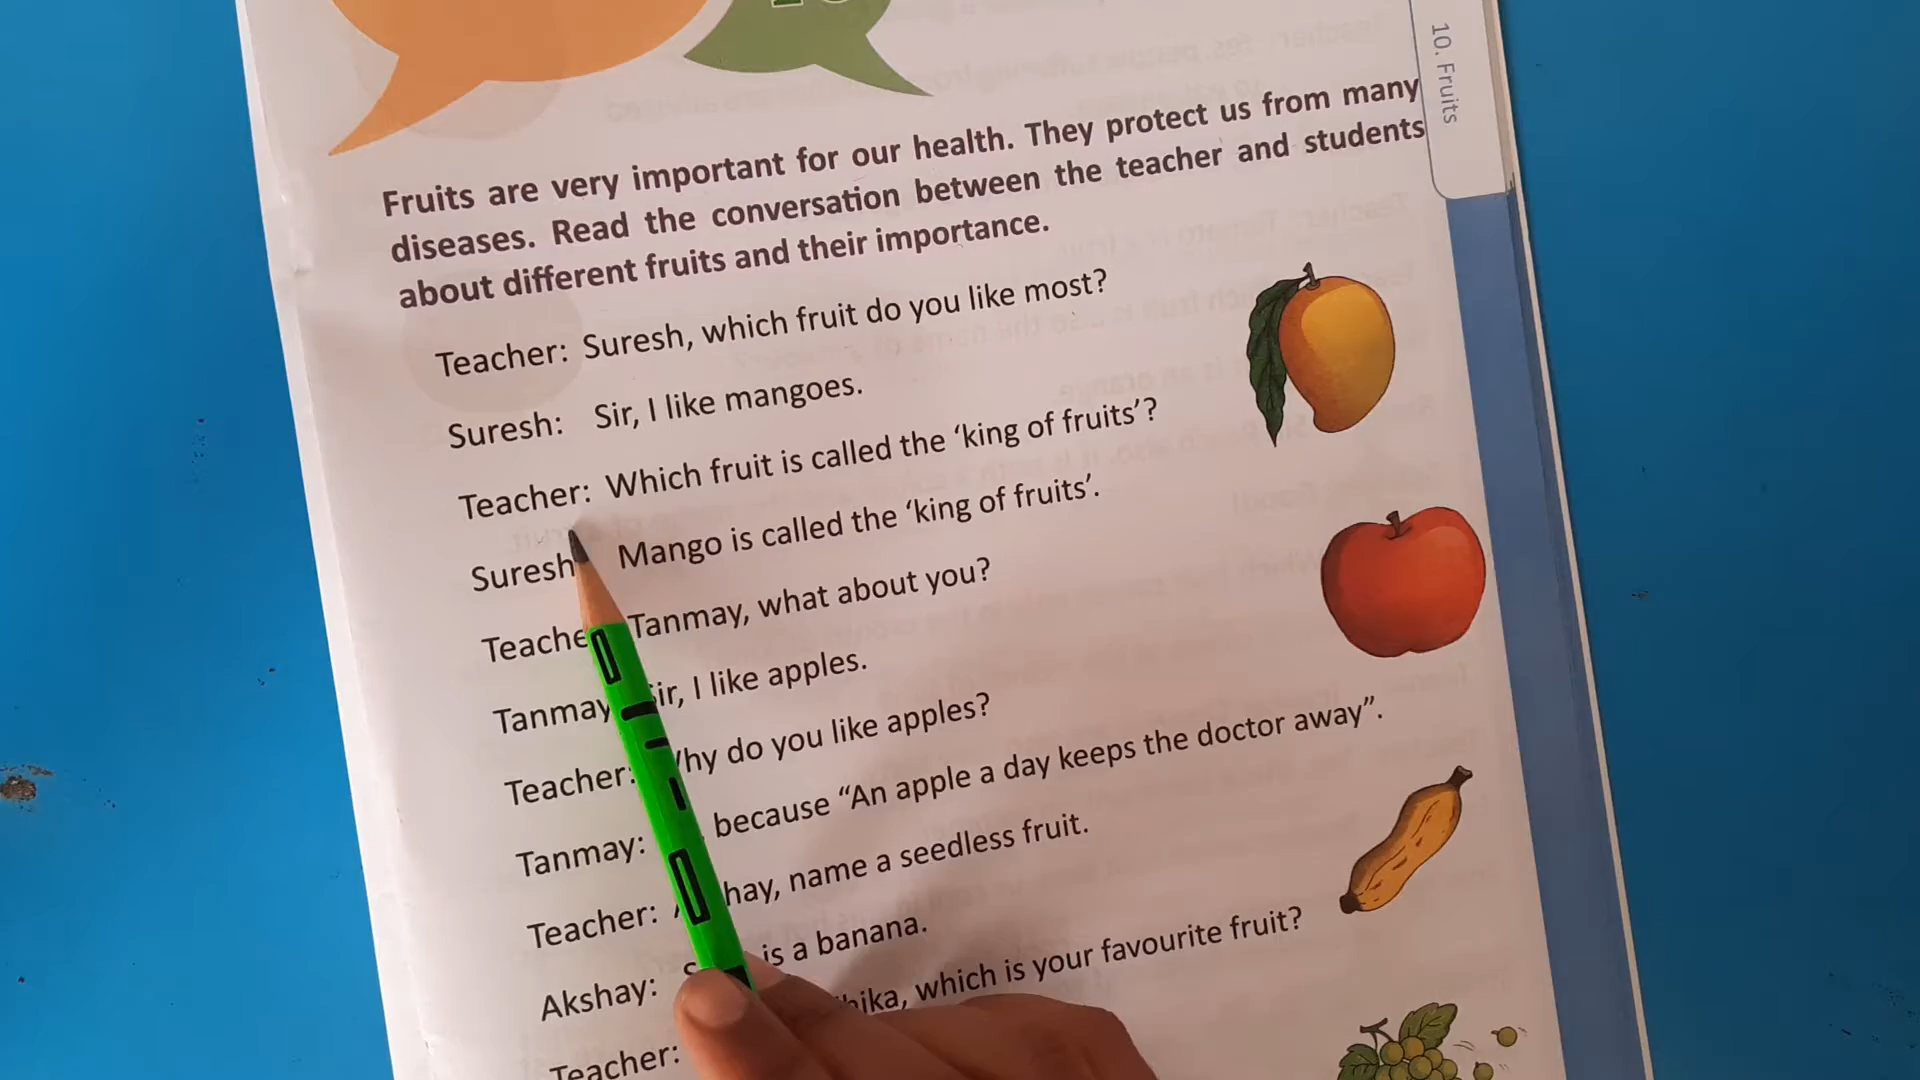 10. Fruits
Fruits are very important for our health. They protect us from many
diseases. Read the conversation between the teacher and students
about different fruits and their importance.
Teacher: Suresh, which fruit do you like most?
Suresh: Sir, I like mangoes.
Teacher: Which fruit is called the ‘king of fruits’?
Suresh Mango is called the ‘king of fruits’.
Teache Tanmay, what about you?
Tanmay ir, I like apples.
Teacher: hy do you like apples?
Tanmay: , because “An apple a day keeps the doctor away”.
Teacher: hay, name a seedless fruit.
Akshay: is a banana.
Teacher: hika, which is your favourite fruit?